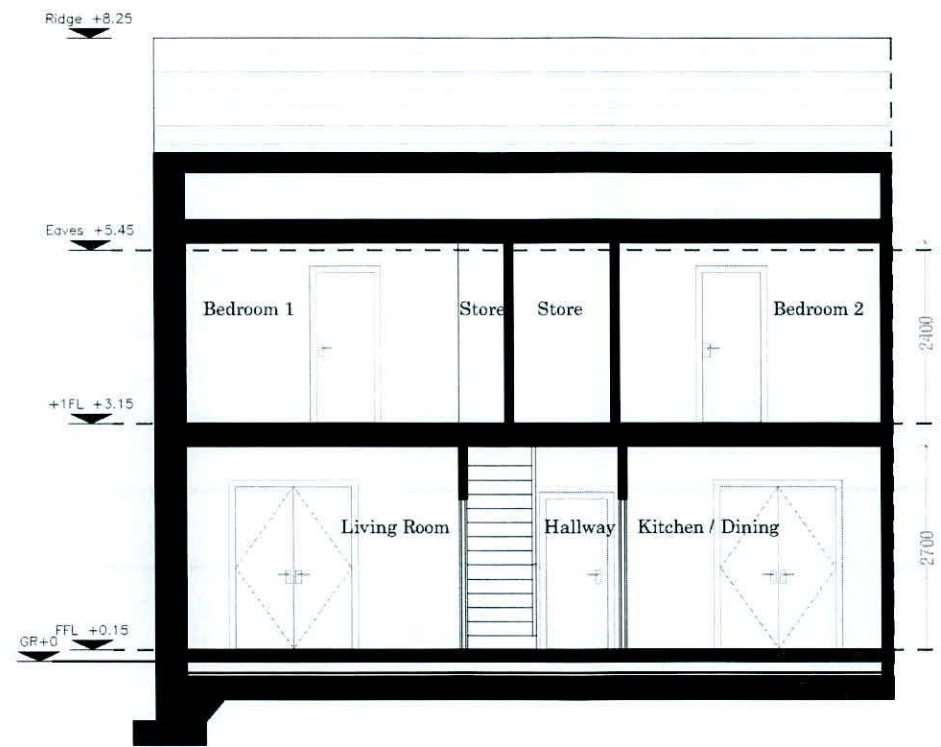 Ridge +8.25
Eaves +5.45
Bedroom 1
Store
Store
Bedroom 2
2400
+1FL +3.15
Living Room
Hallway
Kitchen / Dining
2700
FFL +0.15
GR+0